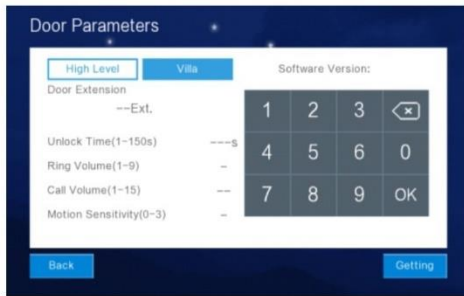 Door Parameters
High Level
Villa
Software Version:
Door Extension
--Ext.
Unlock Time(1-150s) ---s
Ring Volume(1-9) -
Call Volume(1-15) --
Motion Sensitivity(0-3) -
1 2 3
4 5 6 0
7 8 9 OK
Back
Getting